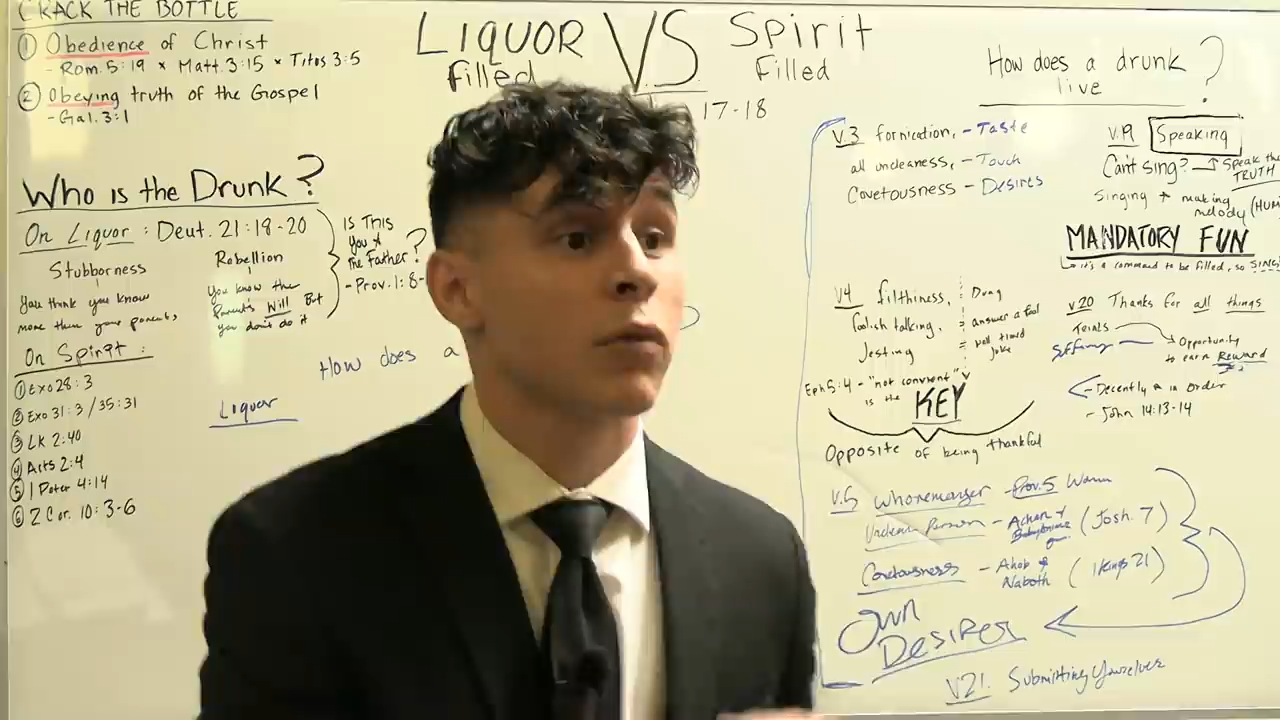 CRACK THE BOTTLE
① Obedience of Christ
- Rom. 5:19 × Matt. 3:15 × Titos 3:5
② Obeying truth of the Gospel
- Gal. 3:1
Who is the Drunk?
On Liquor : Deut. 21:18-20
Stubborness
You think you know
more then your parents,
Rebellion
You know the
Parent's Will But
you don't do it
Is This
You &
The Father?
- Prov. 1:8-
On Spirit :
① Exo 28:3
② Exo 31:3 / 35:31
③ LK 2:40
④ Acts 2:4
⑤ 1 Peter 4:14
⑥ 2 Cor. 10:3-6
How does a
Liquor
Liquor VS Spirit
Filled
Filled
17-18
How does a drunk
live ?
V.3 fornication, - Taste
all uncleaness, - Touch
Covetousness - Desires
V4 filthiness, : Drag
foolish talking, = answer a fool
Jesting = well timed
joke
Eph 5:4 - "not convenient"
is the KEY
Opposite of being thankful
V.5 whoremonger - Prov. 5
Unclean Person - Achan & (Josh. 7)
Covetousness - Ahab &
Naboth (1 Kings 21)
Own
Desires
V21. Submitting Yourselves
V.19 Speaking
Can't sing? → Speak the
TRUTH
Singing + making
melody (HUM
MANDATORY FUN
it's a command to be filled, so SING
V20 Thanks for all things
Trials
Suffering
Opportunity
to earn Reward
- Decently & in Order
- John 14:13-14